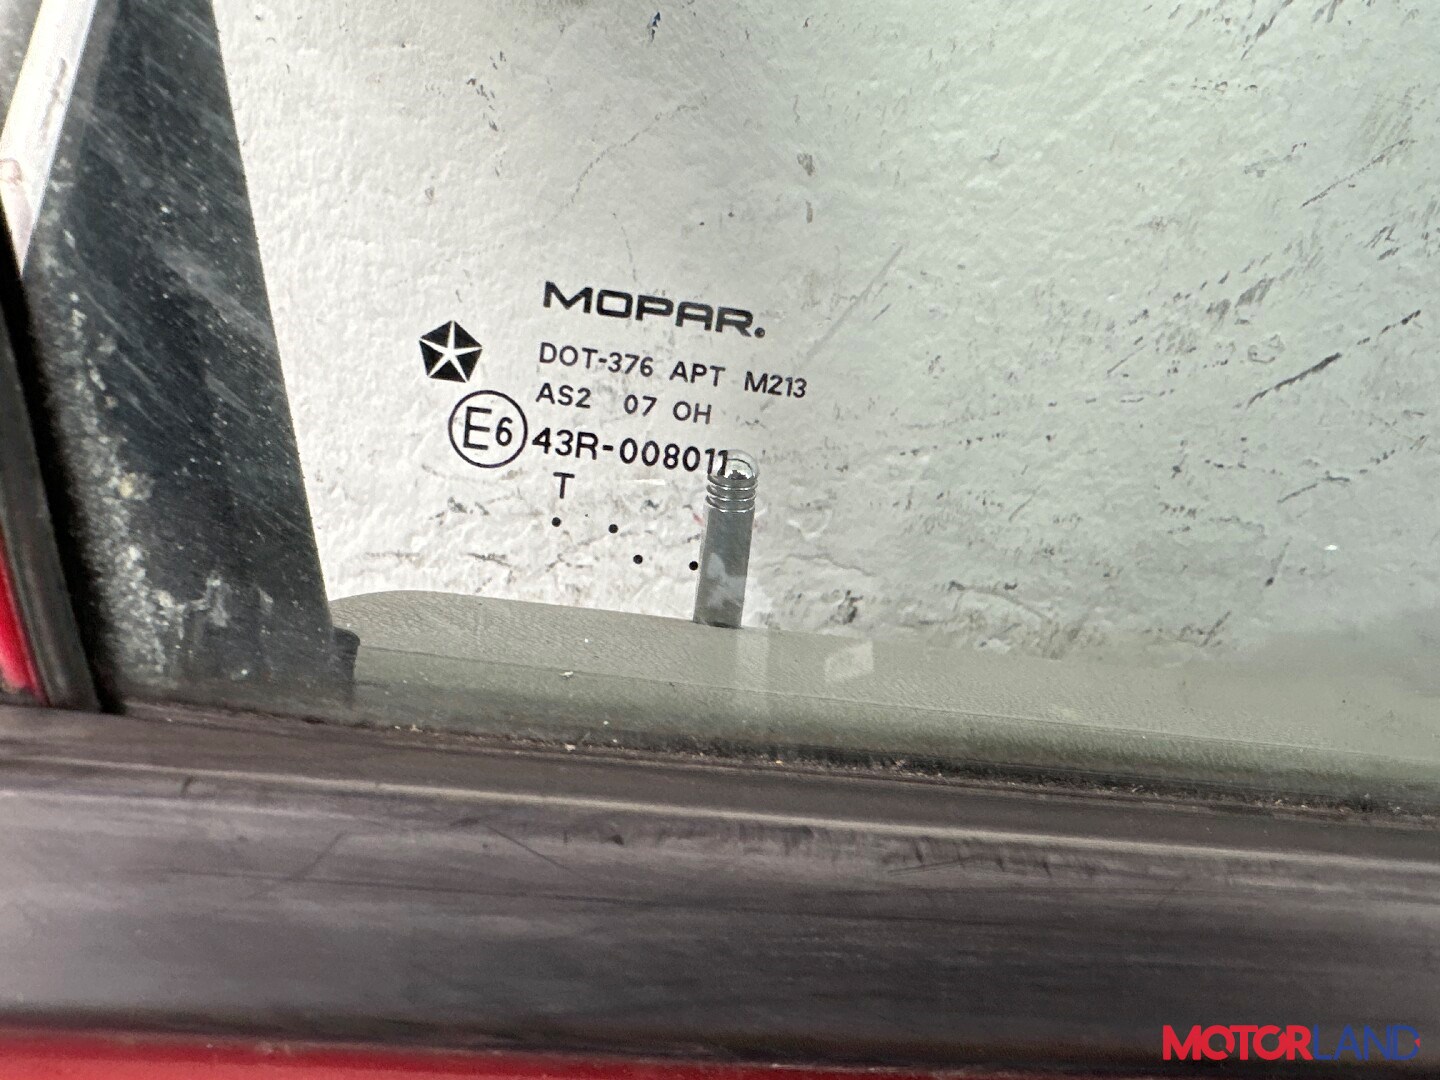 MOPAR.
DOT-376 APT M213
AS2 07 OH
E6 43R-008011
T
MOTORLAND